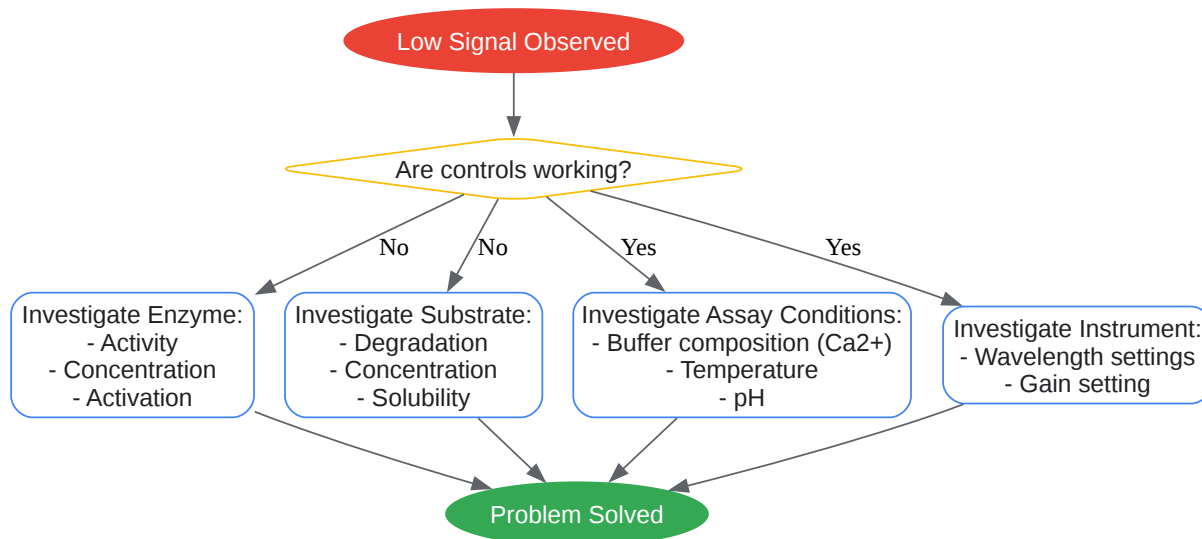 Low Signal Observed
Are controls working?
No
No
Yes
Yes
Investigate Enzyme:
- Activity
- Concentration
- Activation
Investigate Substrate:
- Degradation
- Concentration
- Solubility
Investigate Assay Conditions:
- Buffer composition (Ca2+)
- Temperature
- pH
Investigate Instrument:
- Wavelength settings
- Gain setting
Problem Solved